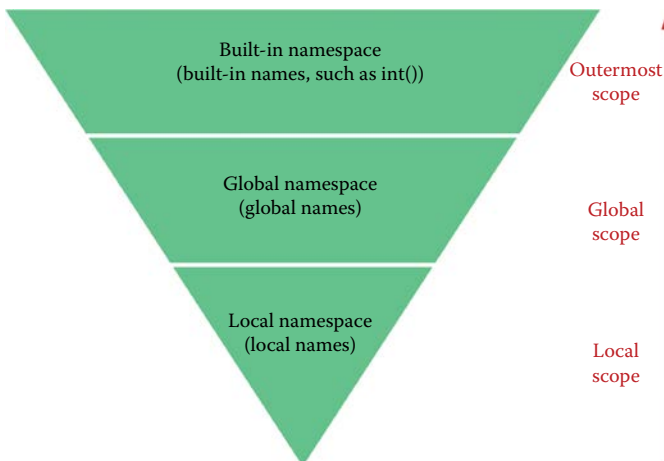 Built-in namespace
(built-in names, such as int())
Outermost
scope
Global namespace
(global names)
Global
scope
Local namespace
(local names)
Local
scope